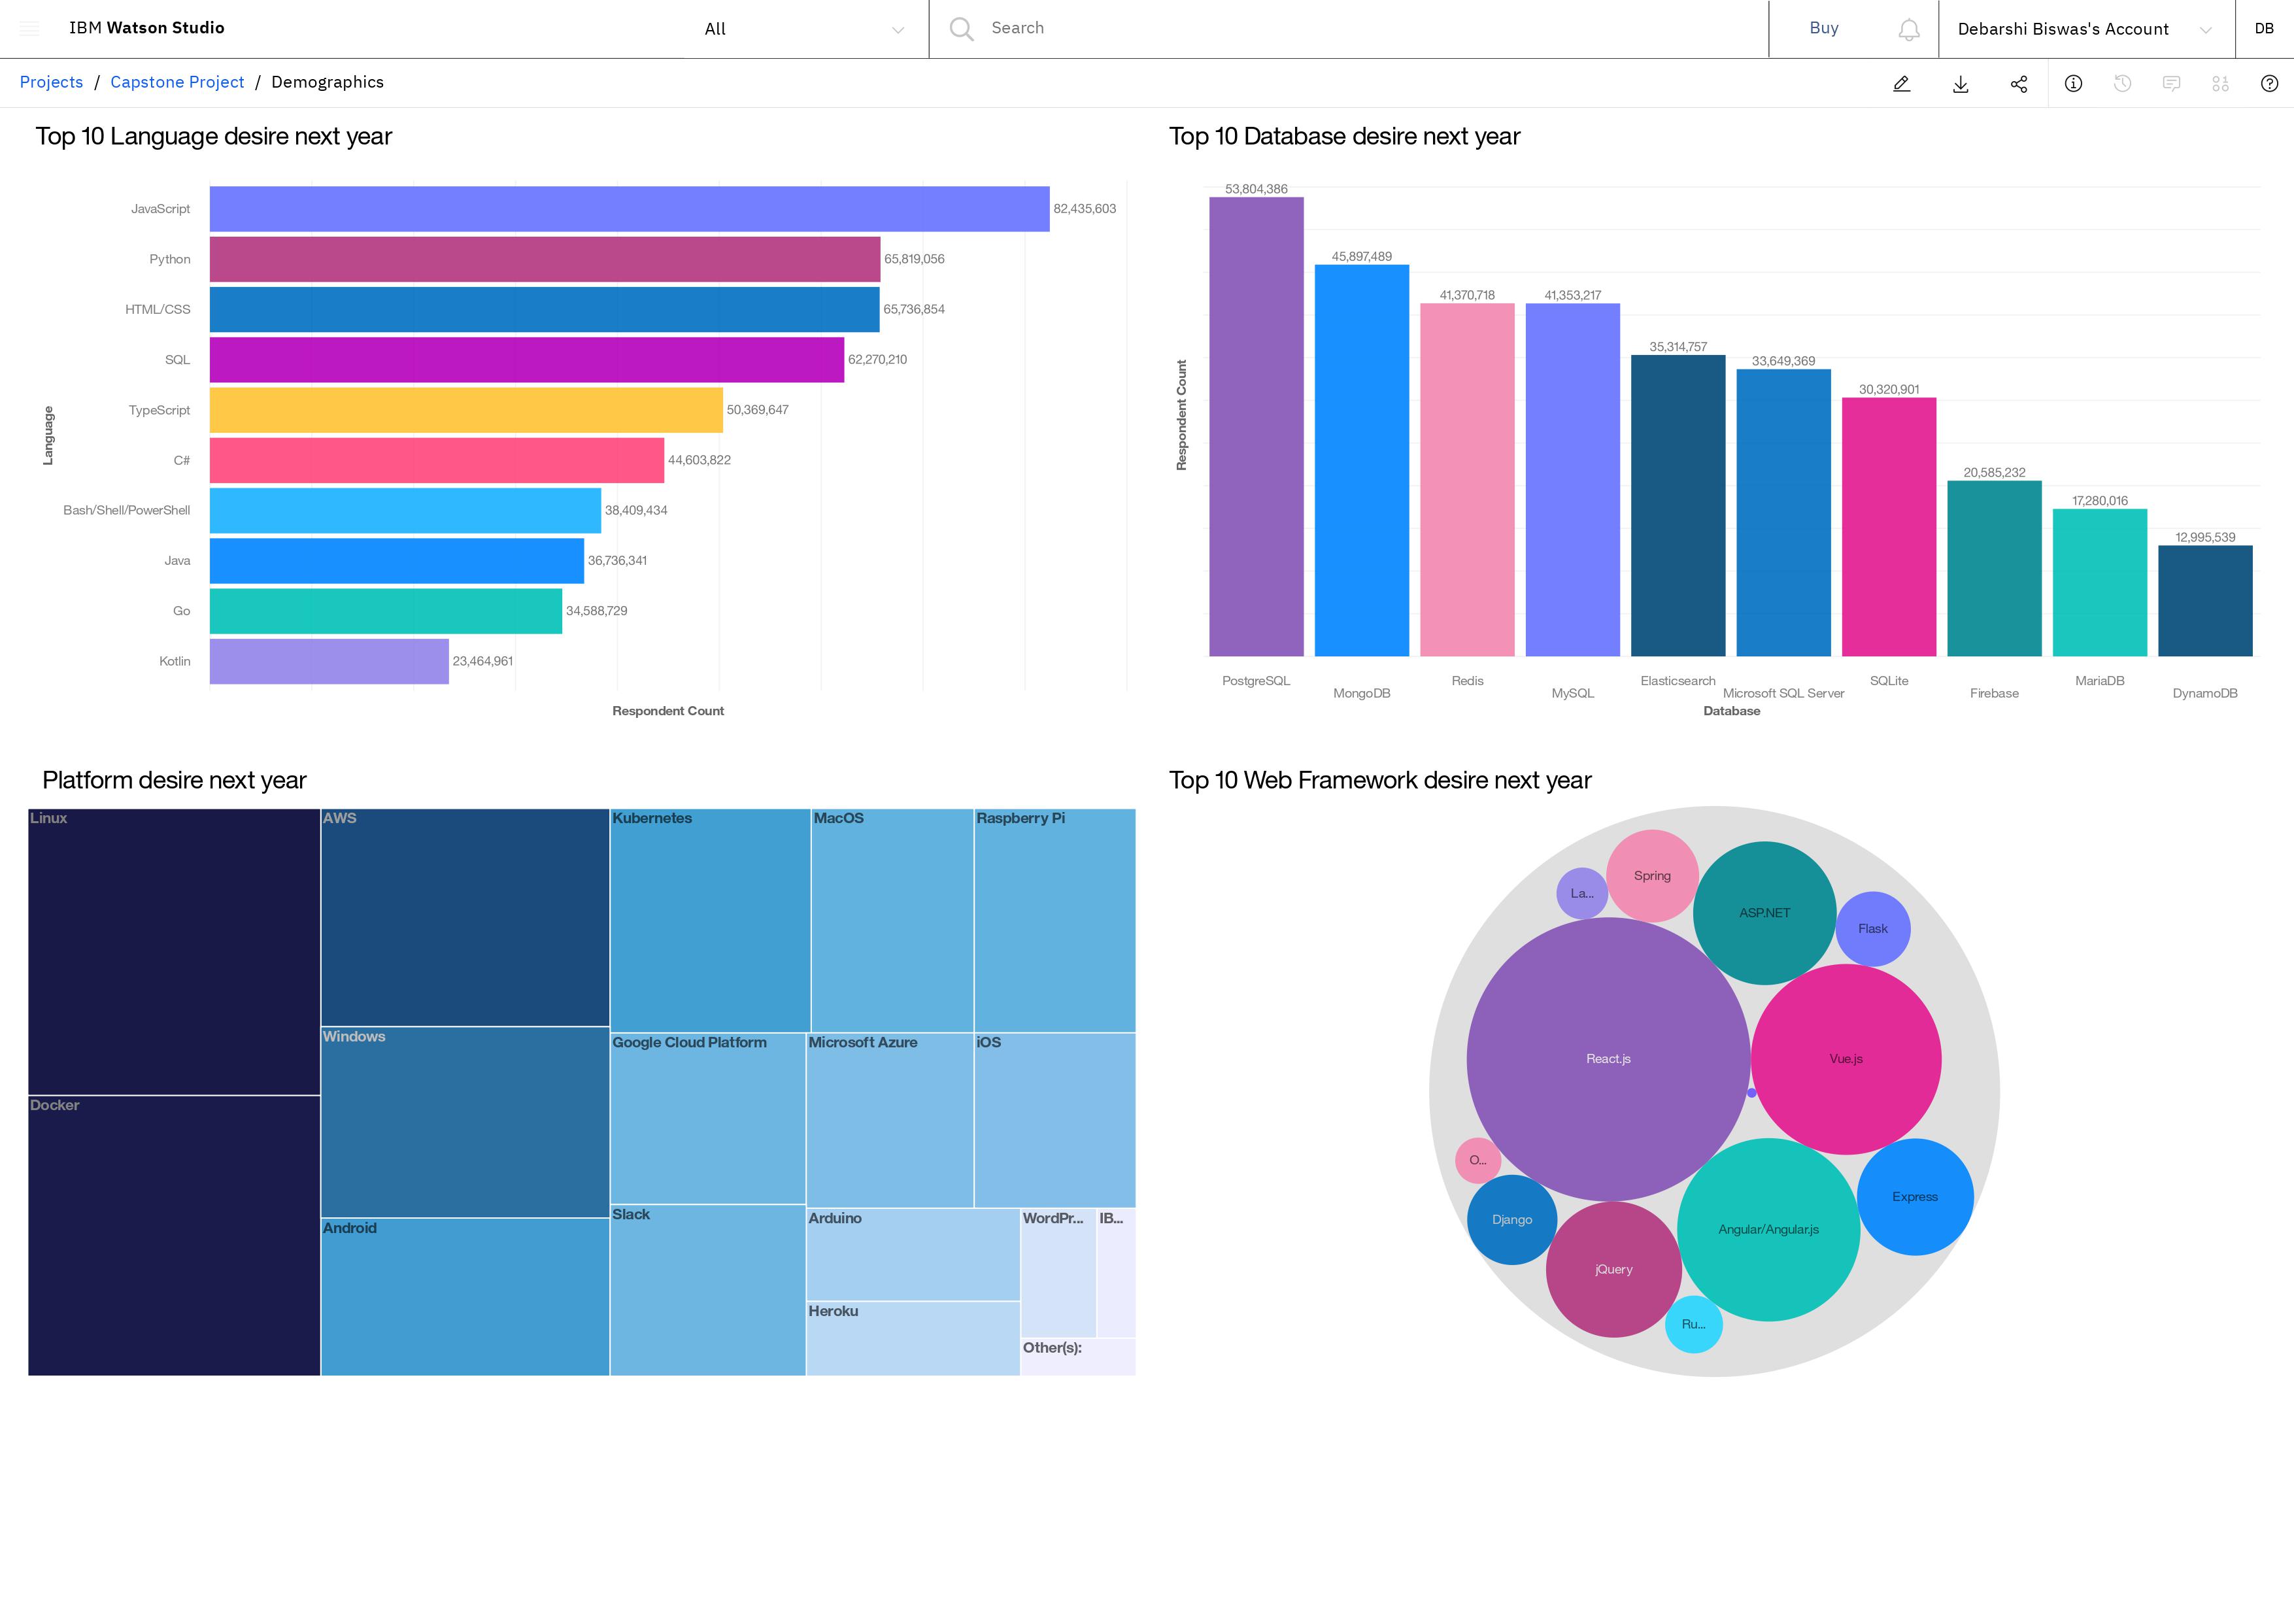 IBM Watson Studio
All
Search
Buy
Debarshi Biswas's Account
DB
Projects / Capstone Project / Demographics
Top 10 Language desire next year
Language
JavaScript 82,435,603
Python 65,819,056
HTML/CSS 65,736,854
SQL 62,270,210
TypeScript 50,369,647
C# 44,603,822
Bash/Shell/PowerShell 38,409,434
Java 36,736,341
Go 34,588,729
Kotlin 23,464,961
Respondent Count
Top 10 Database desire next year
Respondent Count
53,804,386
45,897,489
41,370,718
41,353,217
35,314,757
33,649,369
30,320,901
20,585,232
17,280,016
12,995,539
PostgreSQL
MongoDB
Redis
MySQL
Elasticsearch
Microsoft SQL Server
SQLite
Firebase
MariaDB
DynamoDB
Database
Platform desire next year
Linux
AWS
Kubernetes
MacOS
Raspberry Pi
Windows
Google Cloud Platform
Microsoft Azure
iOS
Docker
Android
Slack
Arduino
WordPr...
IB...
Heroku
Other(s):
Top 10 Web Framework desire next year
Spring
La...
ASP.NET
Flask
React.js
Vue.js
O...
Django
Express
Angular/Angular.js
jQuery
Ru...